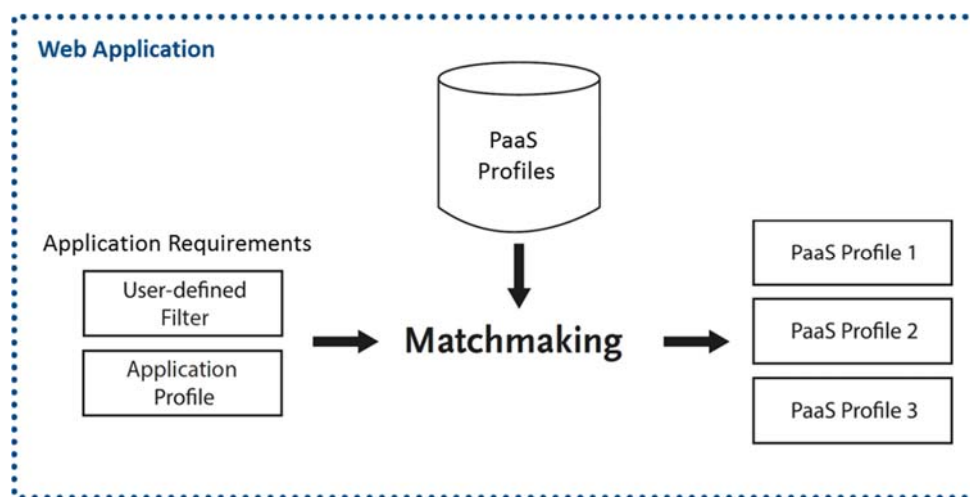 Web Application
PaaS
Profiles
Application Requirements
User-defined
Filter
Application
Profile
Matchmaking
PaaS Profile 1
PaaS Profile 2
PaaS Profile 3